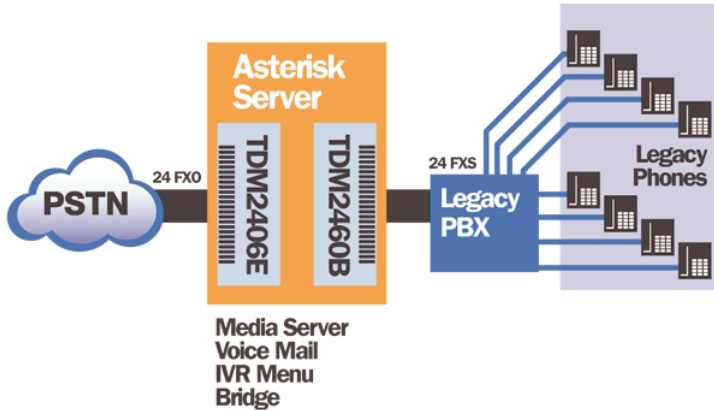 Asterisk
Server
TDM2406E
TDM2460B
PSTN
24 FXO
24 FXS
Legacy
PBX
Legacy
Phones
Media Server
Voice Mail
IVR Menu
Bridge